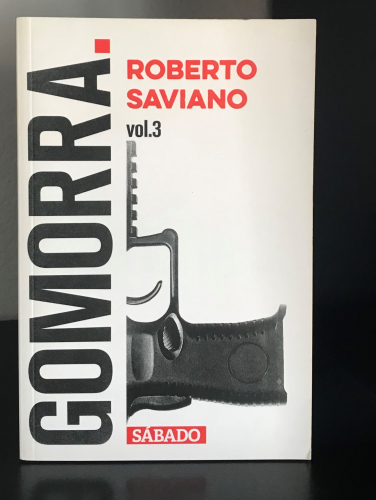 GOMORRA.
ROBERTO
SAVIANO
vol.3
SÁBADO